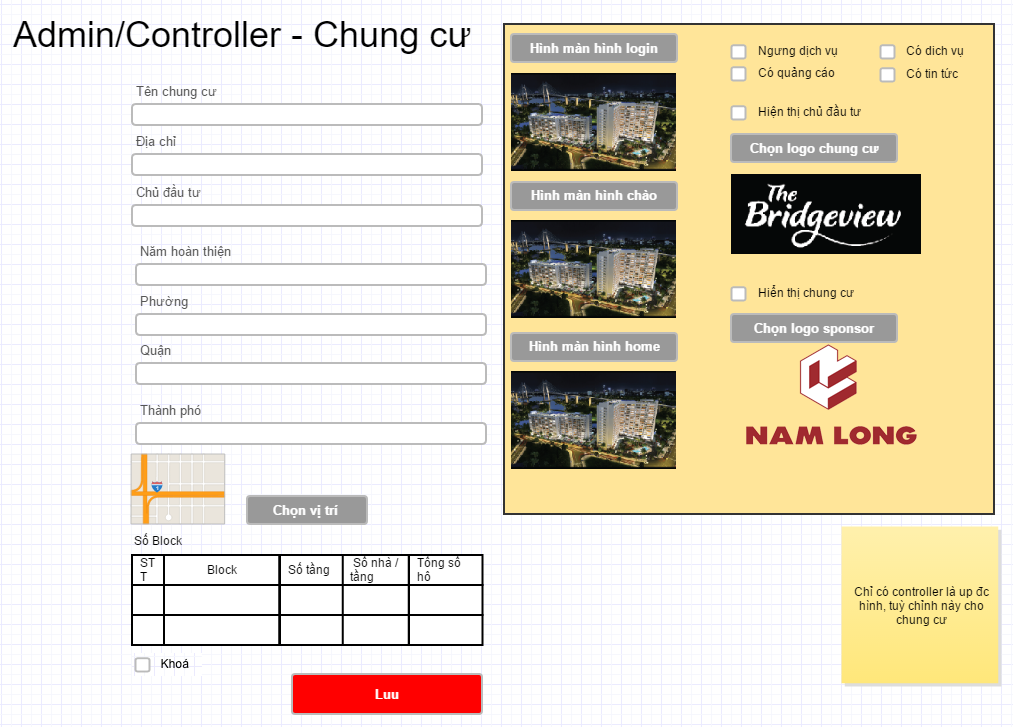 Admin/Controller - Chung cư
Tên chung cư
Địa chỉ
Chủ đầu tư
Năm hoàn thiện
Phường
Quận
Thành phó
Chọn vị trí
Số Block
ST
T
Block
Số tầng
Số nhà /
tầng
Tổng số
hộ
Khoá
Luu
Hình màn hình login
Hình màn hình chào
Hình màn hình home
Ngưng dịch vụ
Có dich vụ
Có quảng cáo
Có tin tức
Hiện thị chủ đầu tư
Chọn logo chung cư
The
Bridgeview
Hiển thị chung cư
Chọn logo sponsor
NAM LONG
Chỉ có controller là up đc
hình, tuỳ chỉnh này cho
chung cư